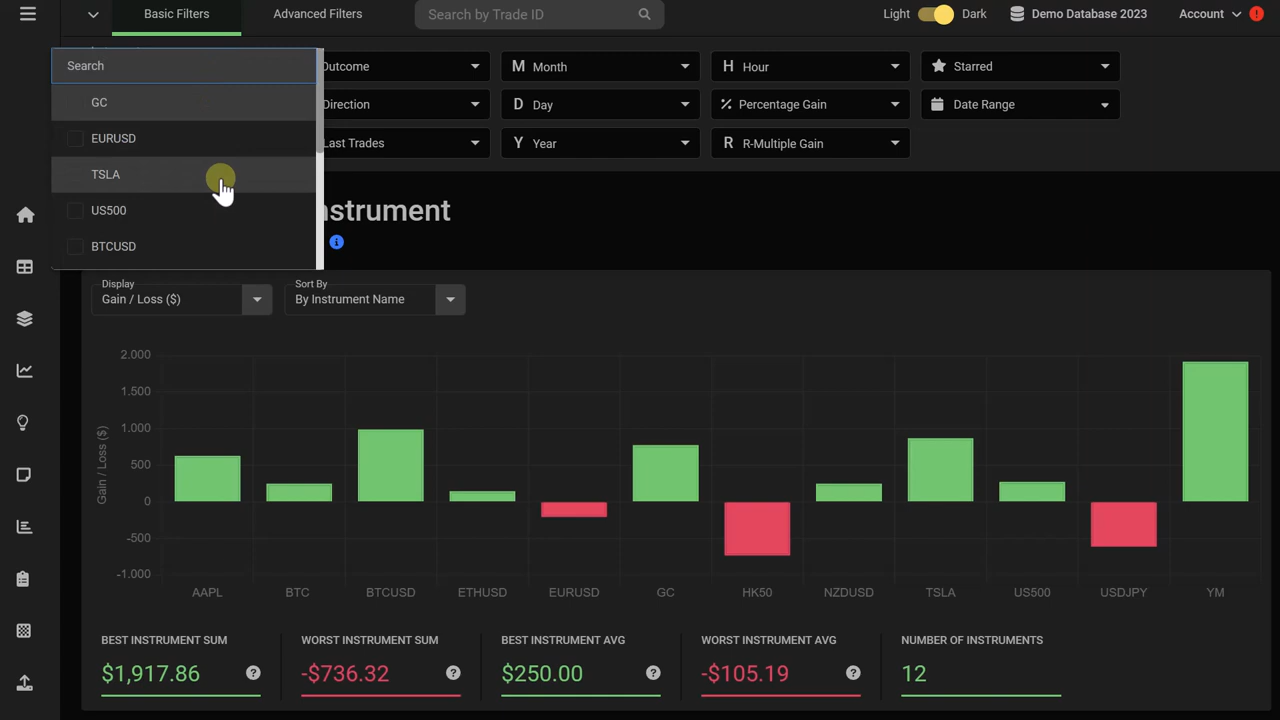 Basic Filters
Advanced Filters
Search by Trade ID
Light
Dark
Demo Database 2023
Account
Search
GC
EURUSD
TSLA
US500
BTCUSD
Outcome
M Month
H Hour
Starred
Direction
D Day
Percentage Gain
Date Range
Last Trades
Y Year
R R-Multiple Gain
nstrument
Display
Gain / Loss ($)
Sort By
By Instrument Name
Gain / Loss ($)
2.000
1.500
1.000
500
0
-500
-1.000
AAPL
BTC
BTCUSD
ETHUSD
EURUSD
GC
HK50
NZDUSD
TSLA
US500
USDJPY
YM
BEST INSTRUMENT SUM
$1,917.86
WORST INSTRUMENT SUM
-$736.32
BEST INSTRUMENT AVG
$250.00
WORST INSTRUMENT AVG
-$105.19
NUMBER OF INSTRUMENTS
12